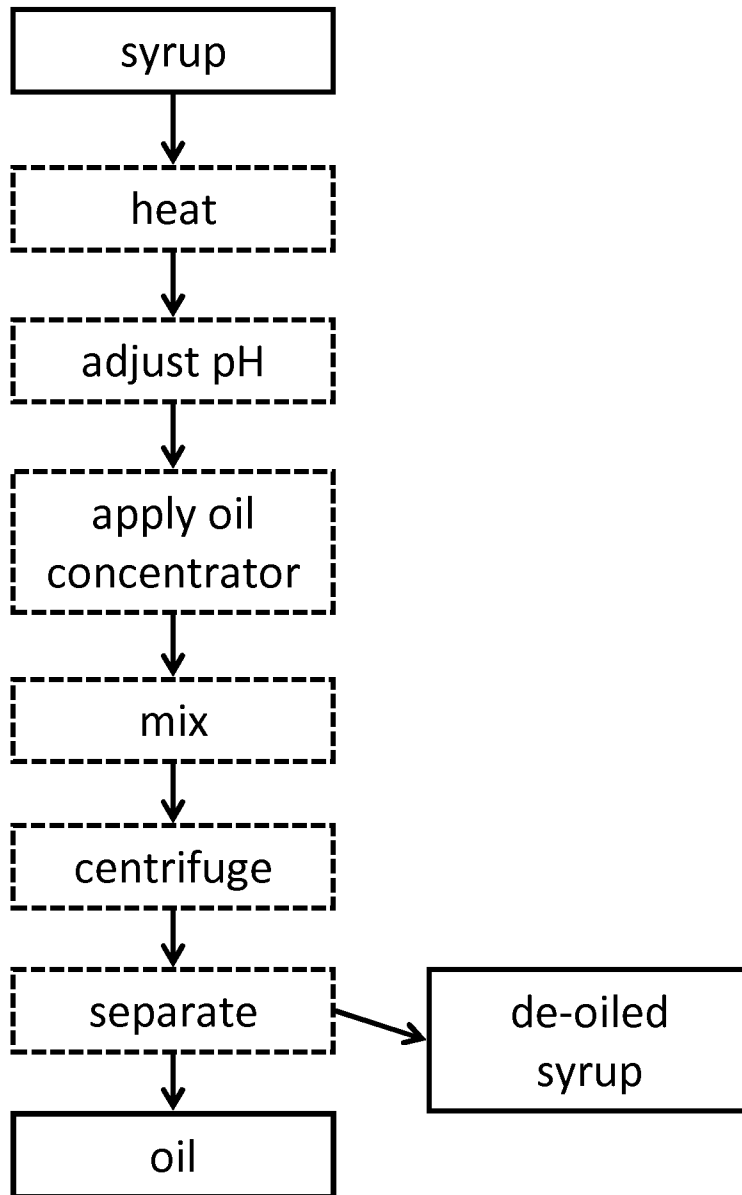 syrup
heat
adjust pH
apply oil
concentrator
mix
centrifuge
separate
de-oiled
syrup
oil